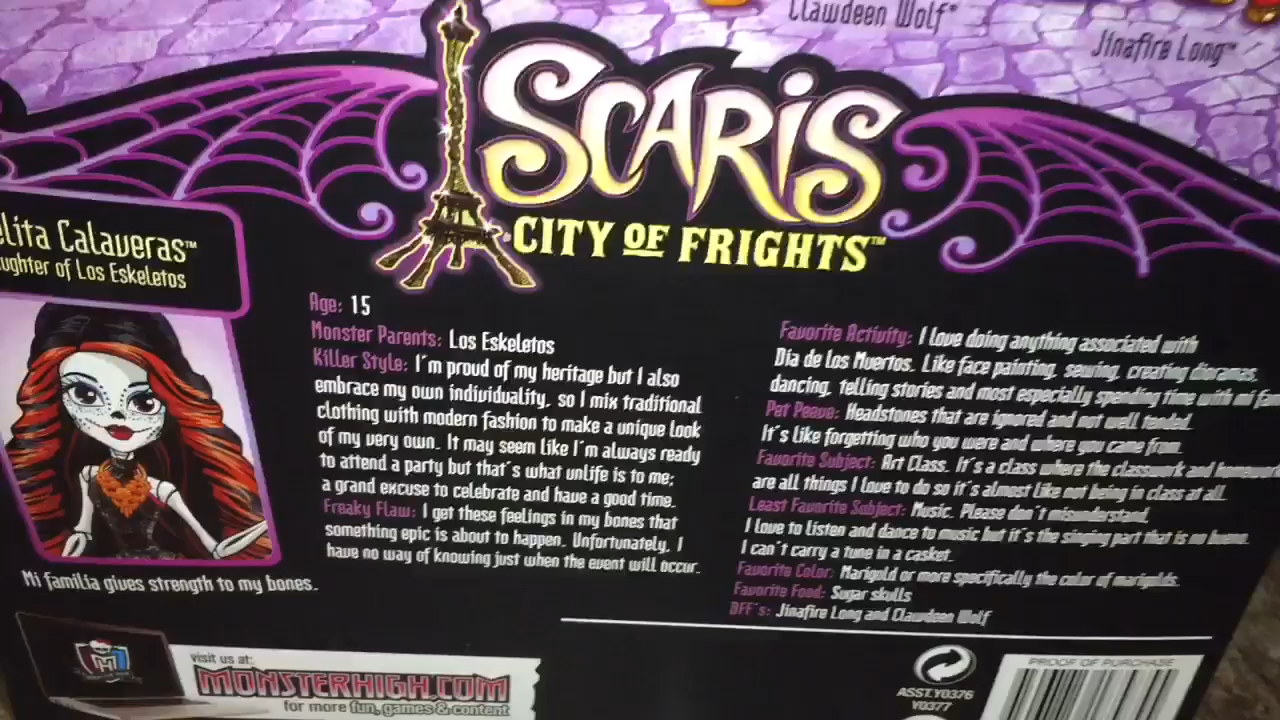 Clawdeen Wolf™
Jinafire Long™
SCARIS
CITY OF FRIGHTS™
elita Calaveras™
ughter of Los Eskeletos
Mi familia gives strength to my bones.
Age: 15
Monster Parents: Los Eskeletos
Killer Style: I'm proud of my heritage but I also
embrace my own individuality, so I mix traditional
clothing with modern fashion to make a unique look
of my very own. It may seem like I'm always ready
to attend a party but that's what unlife is to me;
a grand excuse to celebrate and have a good time.
Freaky Flaw: I get these feelings in my bones that
something epic is about to happen. Unfortunately, I
have no way of knowing just when the event will occur.
Favorite Activity: I love doing anything associated with
Dia de los Muertos. Like face painting, sewing, creating dioramas,
dancing, telling stories and most especially spending time with mi fam
Pet Peeve: Headstones that are ignored and not well tended.
It's like forgetting who you were and where you came from.
Favorite Subject: Art Class. It's a class where the classwork and homework
are all things I love to do so it's almost like not being in class at all.
Least Favorite Subject: Music. Please don't misunderstand,
I love to listen and dance to music but it's the singing part that is no bueno.
I can't carry a tune in a casket.
Favorite Color: Marigold or more specifically the color of marigolds.
Favorite Food: Sugar skulls
BFF's: Jinafire Long and Clawdeen Wolf
visit us at:
MONSTERHIGH.COM
for more fun, games & content
ASST.Y0376
Y0377
PROOF OF PURCHASE